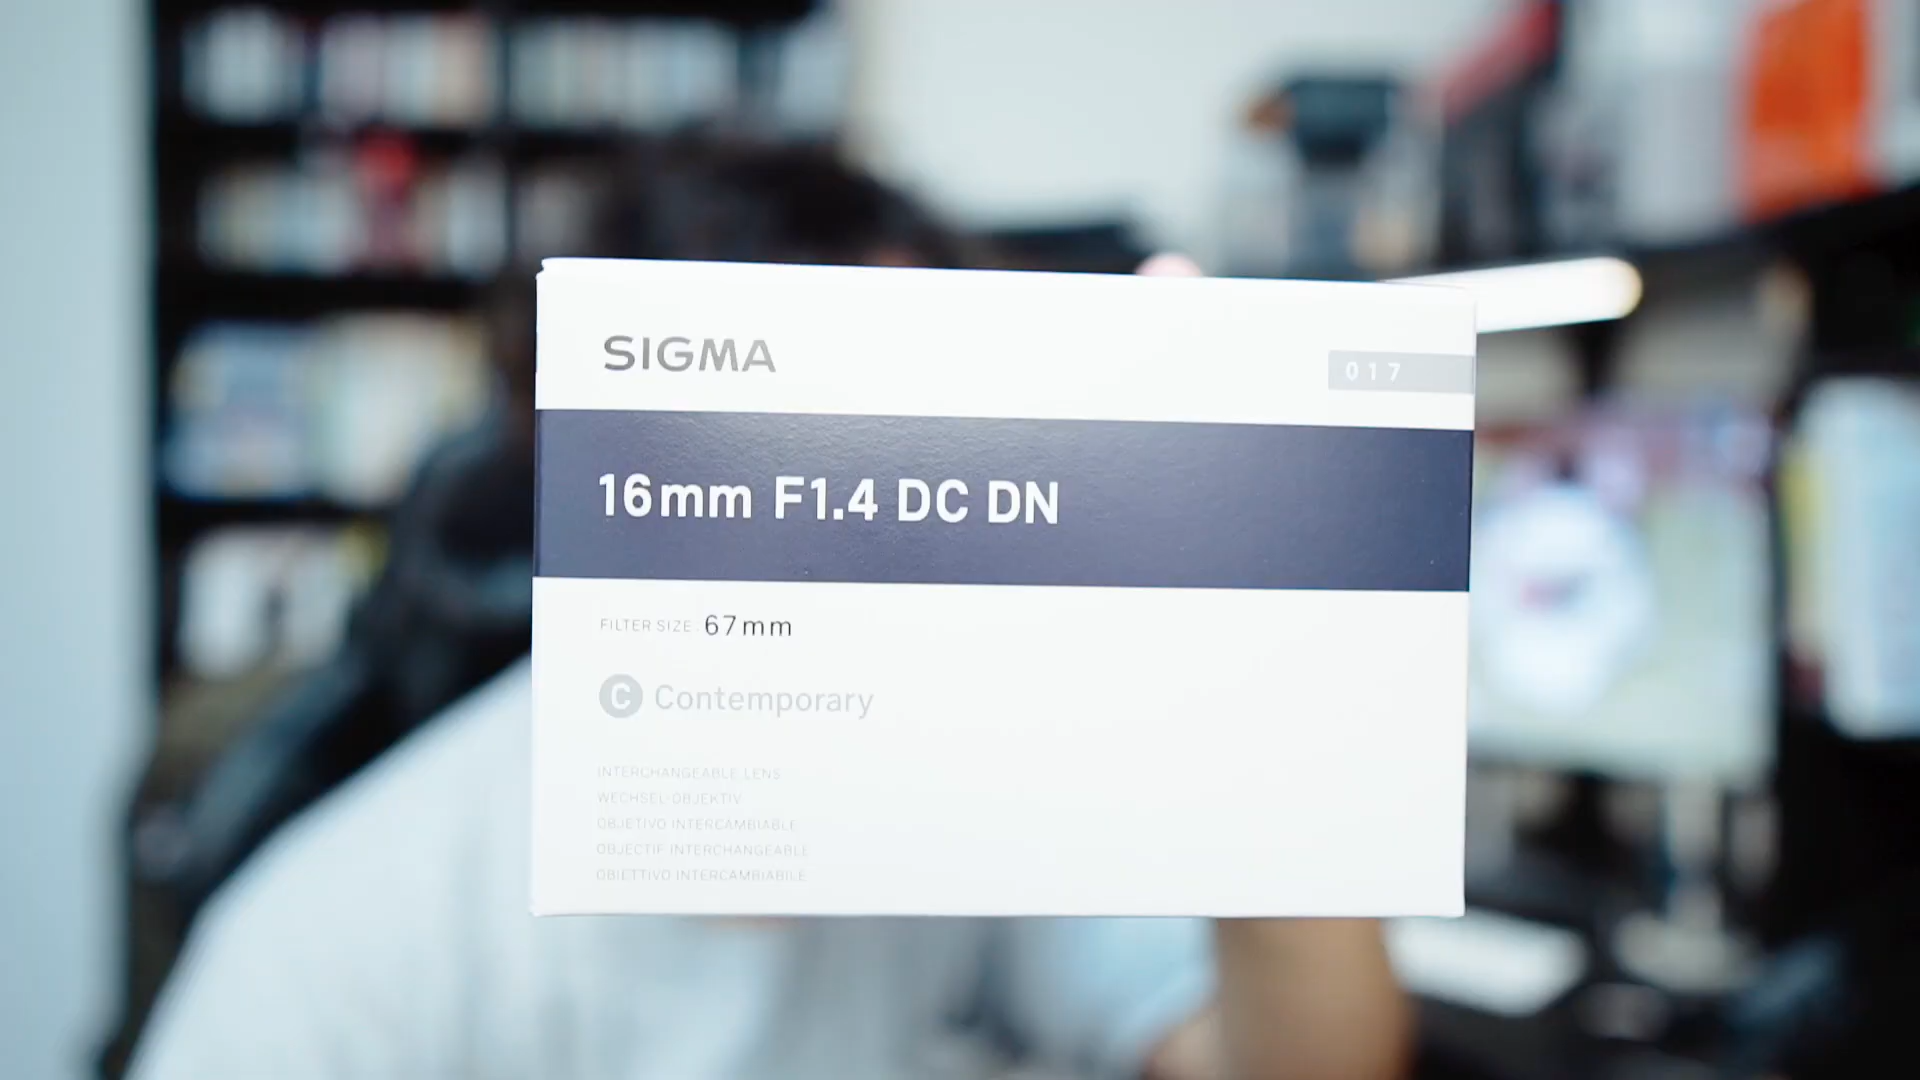 SIGMA
017
16mm F1.4 DC DN
FILTER SIZE: 67mm
C Contemporary
INTERCHANGEABLE LENS
WECHSEL-OBJEKTIV
OBJETIVO INTERCAMBIABLE
OBJECTIF INTERCHANGEABLE
OBIETTIVO INTERCAMBIABILE